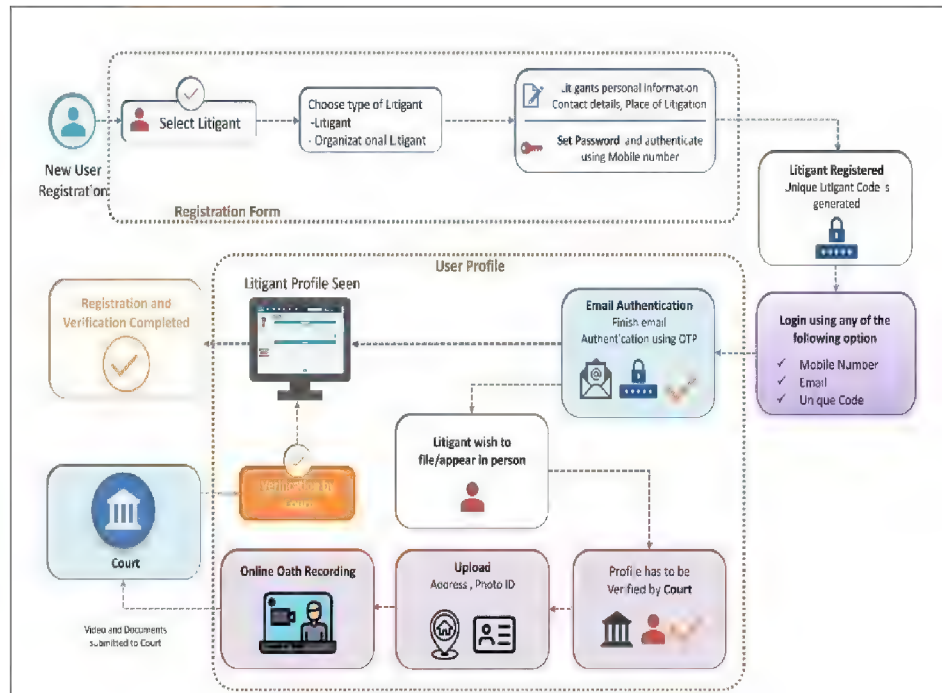 Select Litigant
New User
Registration
Choose type of Litigant
-Litigant
- Organizational Litigant
Litigants personal information
Contact details, Place of Litigation
Set Password and authenticate
using Mobile number
Registration Form
Litigant Registered
Unique Litigant Code is
generated
User Profile
Registration and
Verification Completed
Litigant Profile Seen
Email Authentication
Finish email
Authentication using OTP
Login using any of the
following option
✓ Mobile Number
✓ Email
✓ Unique Code
Litigant wish to
file/appear in person
Verification by
Court
Online Oath Recording
Upload
Address , Photo ID
Profile has to be
Verified by Court
Video and Documents
submitted to Court